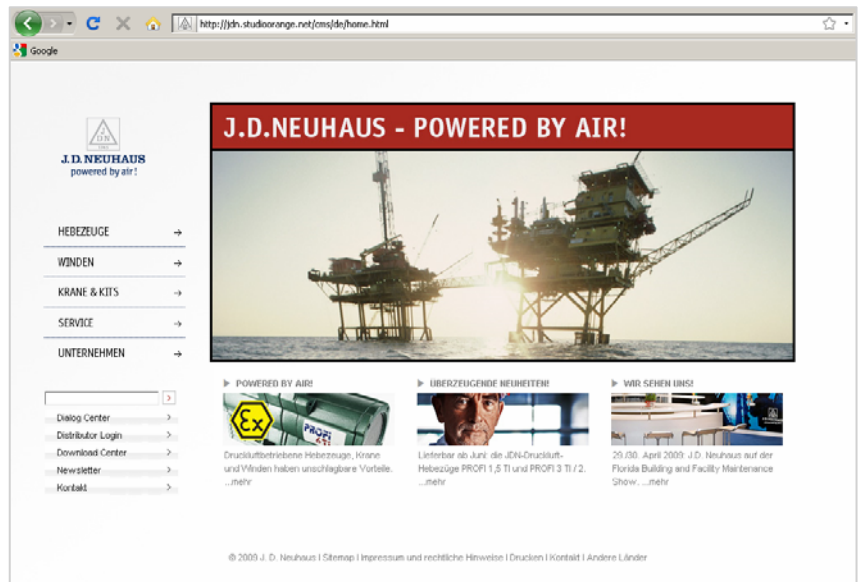 http://jdn.studioorange.net/cms/de/home.html
Google
J.D.NEUHAUS - POWERED BY AIR!
JDN
J.D. NEUHAUS
powered by air!
HEBEZEUGE
WINDEN
KRANE & KITS
SERVICE
UNTERNEHMEN
Dialog Center
Distributor Login
Download Center
Newsletter
Kontakt
POWERED BY AIR!
Ex
PROFI
Druckluftbetriebene Hebezeuge, Krane
und Winden haben unschlagbare Vorteile.
...mehr
ÜBERZEUGENDE NEUHEITEN!
Lieferbar ab Juni: die JDN-Druckluft-
Hebezüge PROFI 1,5 TI und PROFI 3 TI / 2.
...mehr
WIR SEHEN UNS!
29./30. April 2009: J.D. Neuhaus auf der
Florida Building and Facility Maintenance
Show. ...mehr
© 2009 J. D. Neuhaus I Sitemap I Impressum und rechtliche Hinweise I Drucken I Kontakt I Andere Länder